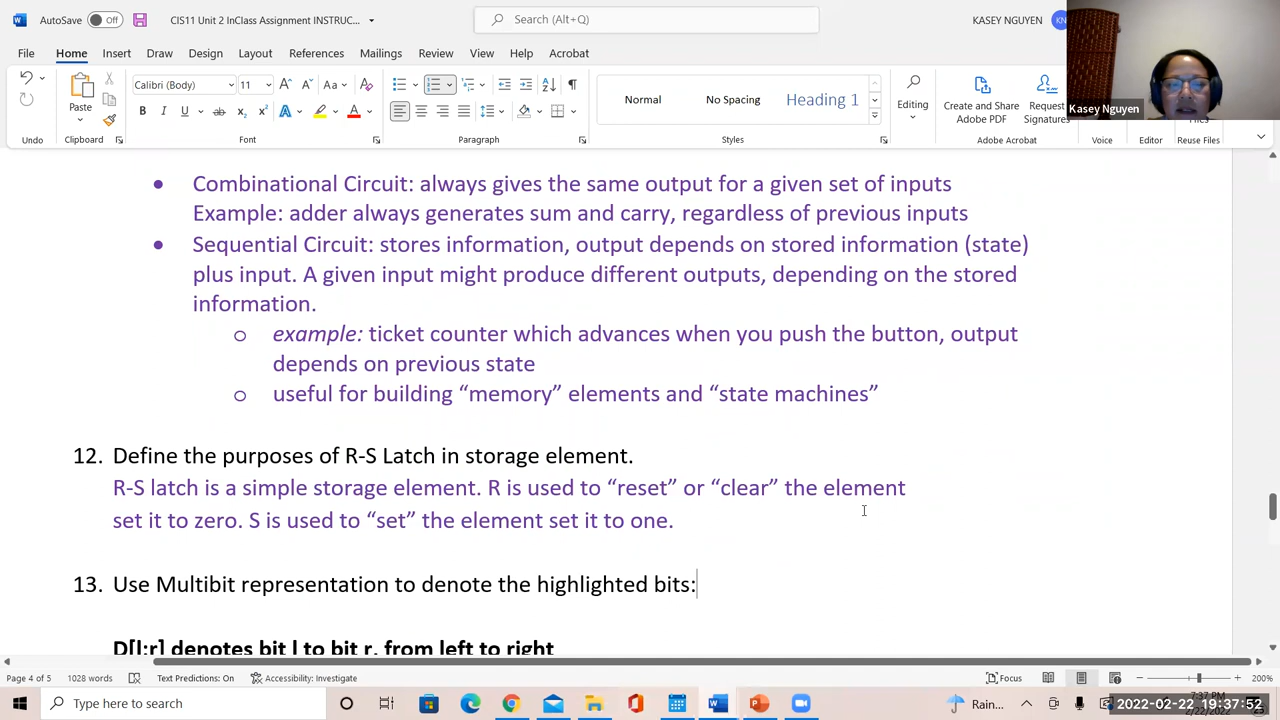 AutoSave Off CIS11 Unit 2 InClass Assignment INSTRUC... Search (Alt+Q) KASEY NGUYEN KN
File Home Insert Draw Design Layout References Mailings Review View Help Acrobat
Paste Calibri (Body) 11 Aa Normal No Spacing Heading 1 Editing Create and Share Adobe PDF Request Signatures
Kasey Nguyen
Undo Clipboard Font Paragraph Styles Adobe Acrobat Voice Editor Reuse Files
• Combinational Circuit: always gives the same output for a given set of inputs
Example: adder always generates sum and carry, regardless of previous inputs
• Sequential Circuit: stores information, output depends on stored information (state)
plus input. A given input might produce different outputs, depending on the stored
information.
o example: ticket counter which advances when you push the button, output
depends on previous state
o useful for building “memory” elements and “state machines”
12. Define the purposes of R-S Latch in storage element.
R-S latch is a simple storage element. R is used to “reset” or “clear” the element
set it to zero. S is used to “set” the element set it to one.
13. Use Multibit representation to denote the highlighted bits:
D[l:r] denotes bit l to bit r, from left to right
Page 4 of 5 1028 words Text Predictions: On Accessibility: Investigate Focus 200%
Type here to search Rain... 7:37 PM
2022-02-22 19:37:52